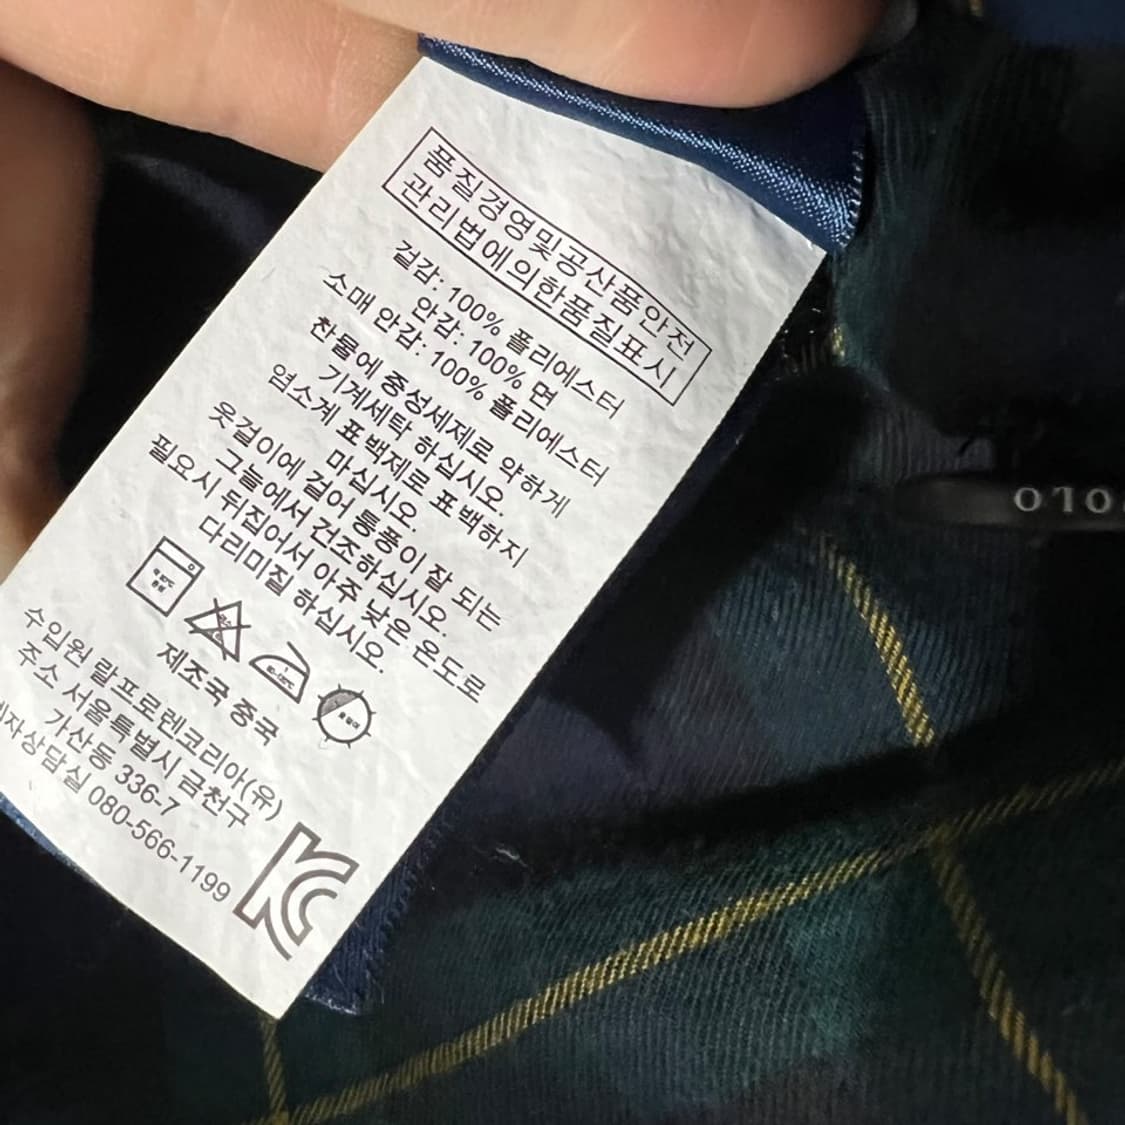 품질경영및공산품안전
관리법에의한품질표시
겉감: 100% 폴리에스터
안감: 100% 면
소매 안감: 100% 폴리에스터
찬물에 중성세제로 약하게
기계세탁 하십시오.
염소계 표백제로 표백하지
마십시오.
옷걸이에 걸어 통풍이 잘 되는
그늘에서 건조하십시오.
필요시 뒤집어서 아주 낮은 온도로
다리미질 하십시오.
제조국 중국
수입원 랄프로렌코리아(유)
주소 서울특별시 금천구
가산동 336-7
비자상담실 080-566-1199
KC